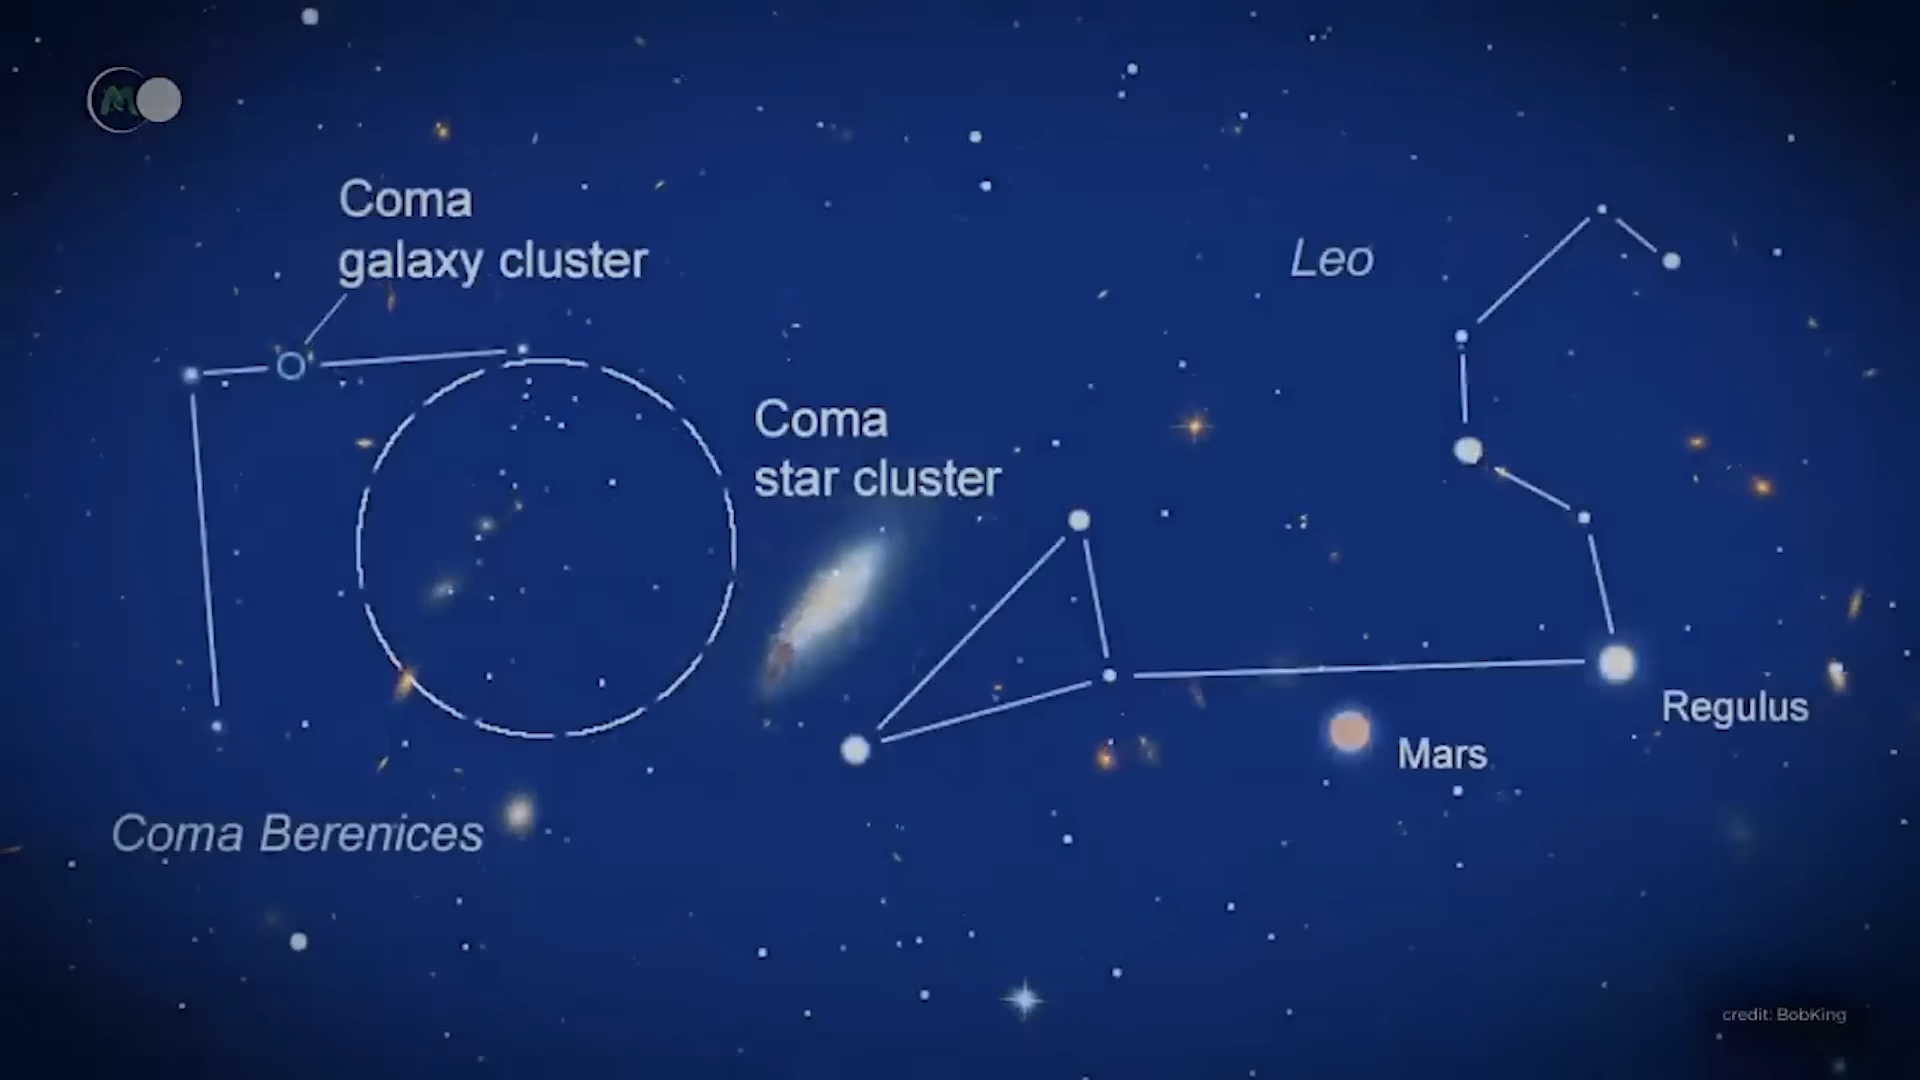 M
Coma
galaxy cluster
Leo
Coma
star cluster
Regulus
Mars
Coma Berenices
credit: BobKing